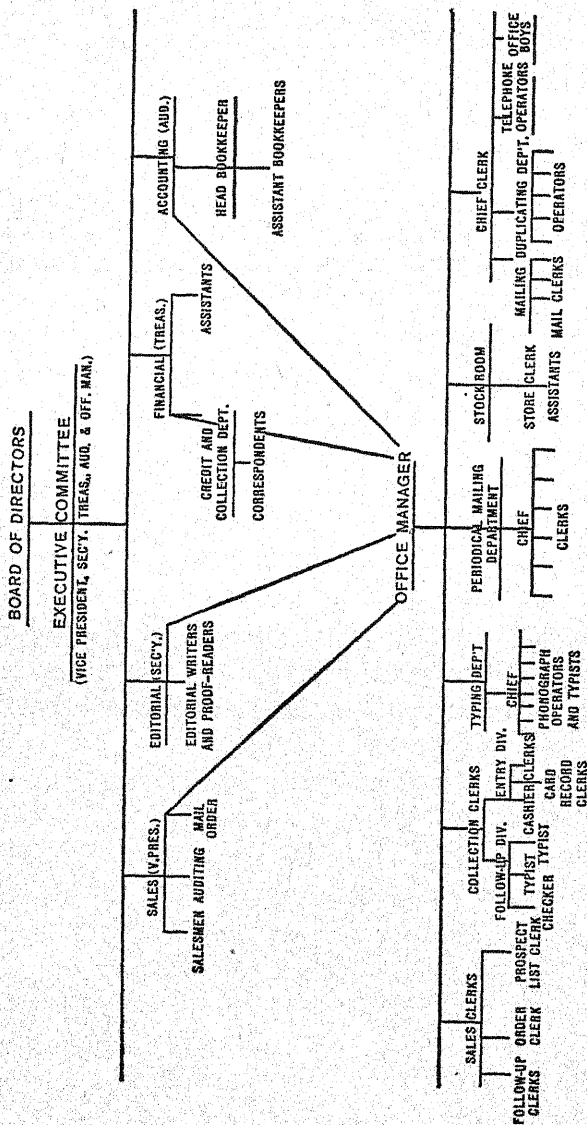 BOARD OF DIRECTORS
EXECUTIVE COMMITTEE
(VICE PRESIDENT, SEC'Y. TREAS., AUD. & OFF. MAN.)
SALES (V. PRES.)
SALESMEN AUDITING MAIL
ORDER
EDITORIAL (SEC'Y.)
EDITORIAL WRITERS
AND PROOF-READERS
FINANCIAL (TREAS.)
CREDIT AND
COLLECTION DEPT.
CORRESPONDENTS
ASSISTANTS
ACCOUNTING (AUD.)
HEAD BOOKKEEPER
ASSISTANT BOOKKEEPERS
OFFICE MANAGER
SALES CLERKS
FOLLOW-UP
CLERKS
ORDER
CLERK
PROSPECT
LIST CLERK
COLLECTION CLERKS
FOLLOW-UP DIV.
TYPIST
CHECKER
TYPIST
ENTRY DIV.
CASHIER CLERKS
CARD
RECORD
CLERKS
TYPING DEP'T
CHIEF
PHONOGRAPH
OPERATORS
AND TYPISTS
PERIODICAL MAILING
DEPARTMENT
CHIEF
CLERKS
STOCK ROOM
STORE CLERK
ASSISTANTS
CHIEF CLERK
MAILING
MAIL CLERKS
DUPLICATING DEP'T.
OPERATORS
TELEPHONE
OPERATORS
OFFICE
BOYS